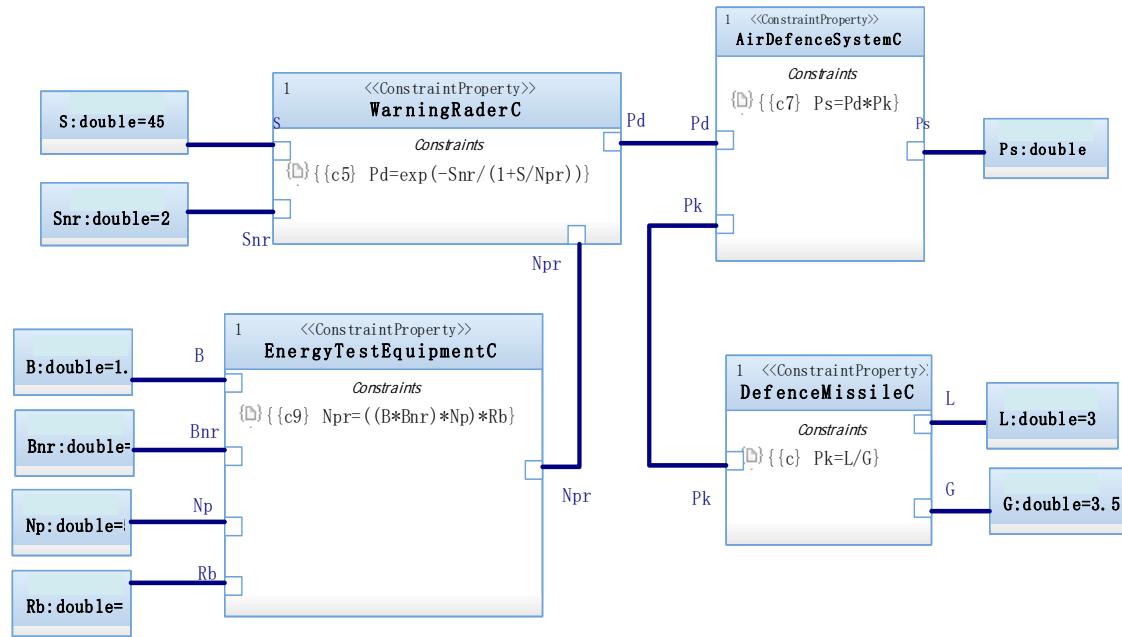 1 <<ConstraintProperty>>
AirDefenceSystemC
Constraints
{{c7} Ps=Pd*Pk}
Pd
Pk
Ps
Ps:double
1 <<ConstraintProperty>>
WarningRaderC
Constraints
{{c5} Pd=exp(-Snr/(1+S/Npr))}
S:double=45
S
Snr:double=2
Snr
Pd
Npr
1 <<ConstraintProperty>>
EnergyTestEquipmentC
Constraints
{{c9} Npr=((B*Bnr)*Np)*Rb}
B:double=1.
B
Bnr:double=
Bnr
Np:double=
Np
Rb:double=
Rb
Npr
1 <<ConstraintProperty>>
DefenceMissileC
Constraints
{{c} Pk=L/G}
Pk
L
L:double=3
G
G:double=3.5